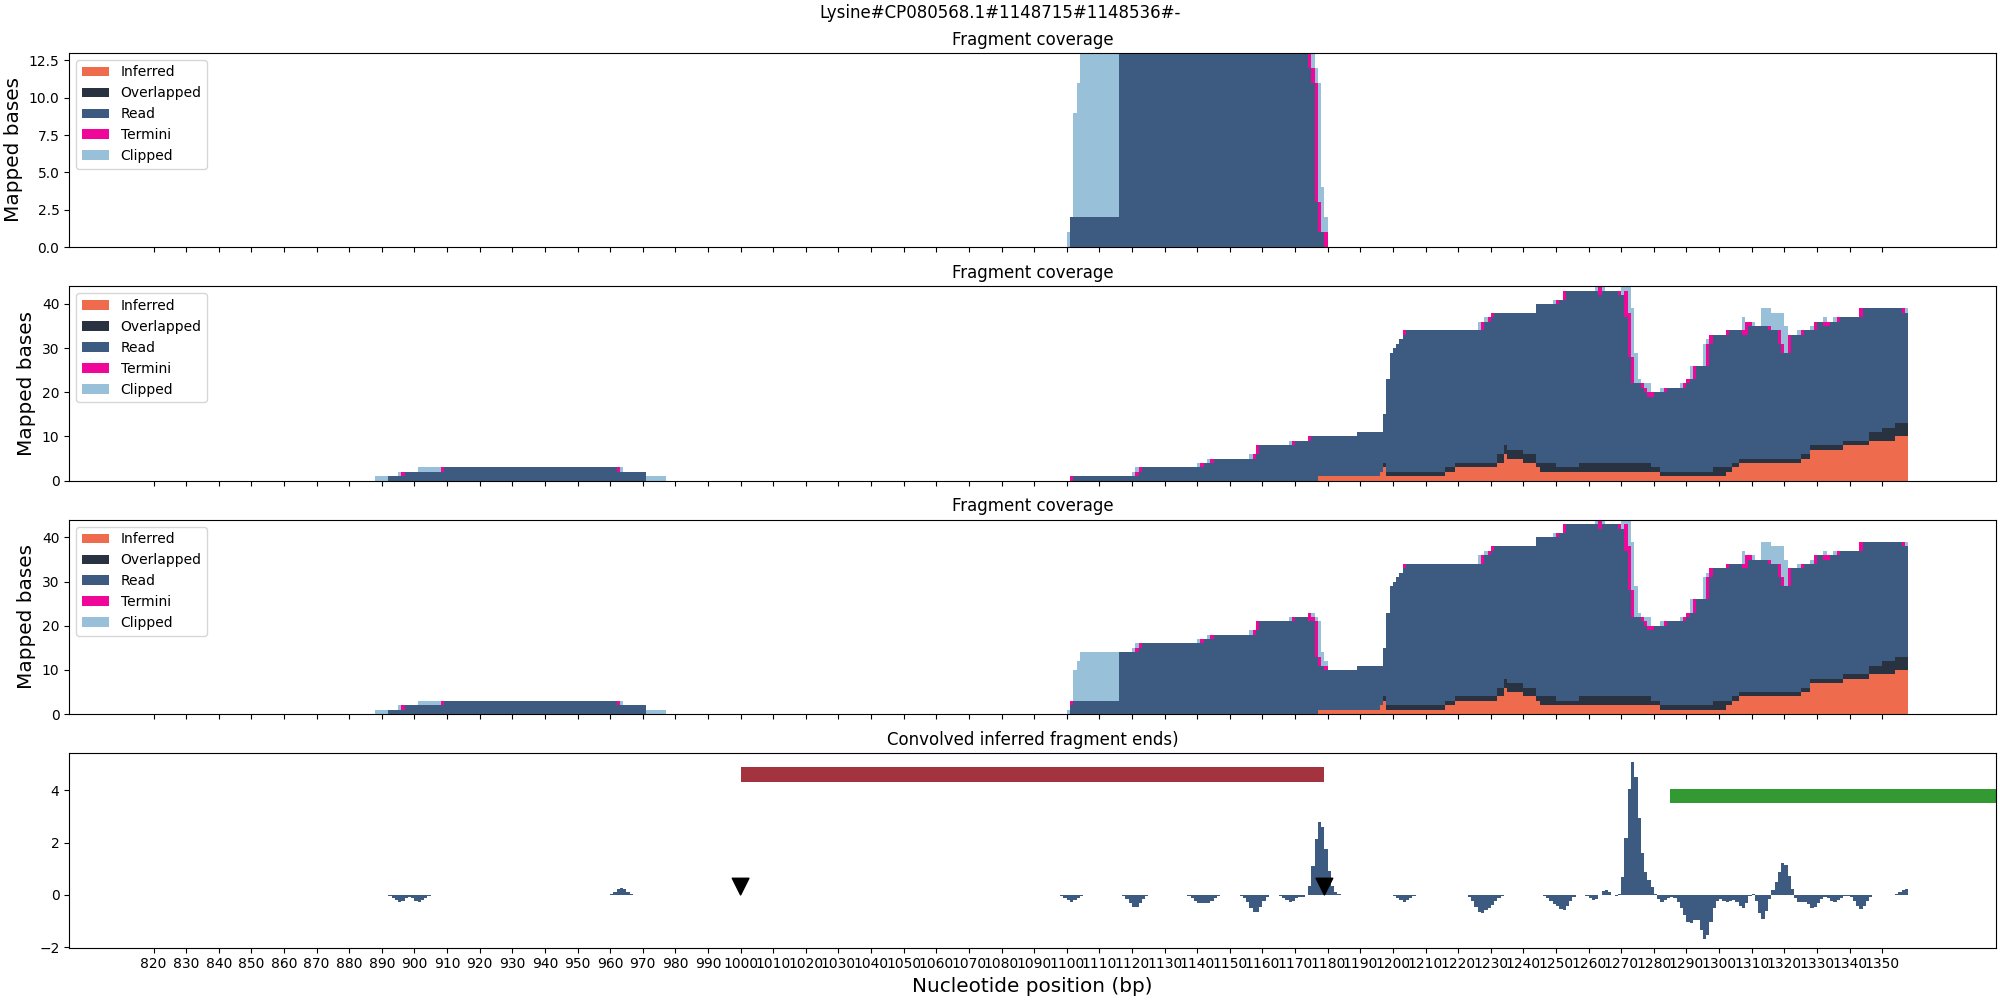 Lysine#CP080568.1#1148715#1148536#-
Fragment coverage
Mapped bases
12.5
10.0
7.5
5.0
2.5
0.0
Inferred
Overlapped
Read
Termini
Clipped
Fragment coverage
Mapped bases
40
30
20
10
0
Inferred
Overlapped
Read
Termini
Clipped
Fragment coverage
Mapped bases
40
30
20
10
0
Inferred
Overlapped
Read
Termini
Clipped
Convolved inferred fragment ends)
4
2
0
−2
820 830 840 850 860 870 880 890 900 910 920 930 940 950 960 970 980 990 1000 1010 1020 1030 1040 1050 1060 1070 1080 1090 1100 1110 1120 1130 1140 1150 1160 1170 1180 1190 1200 1210 1220 1230 1240 1250 1260 1270 1280 1290 1300 1310 1320 1330 1340 1350
Nucleotide position (bp)